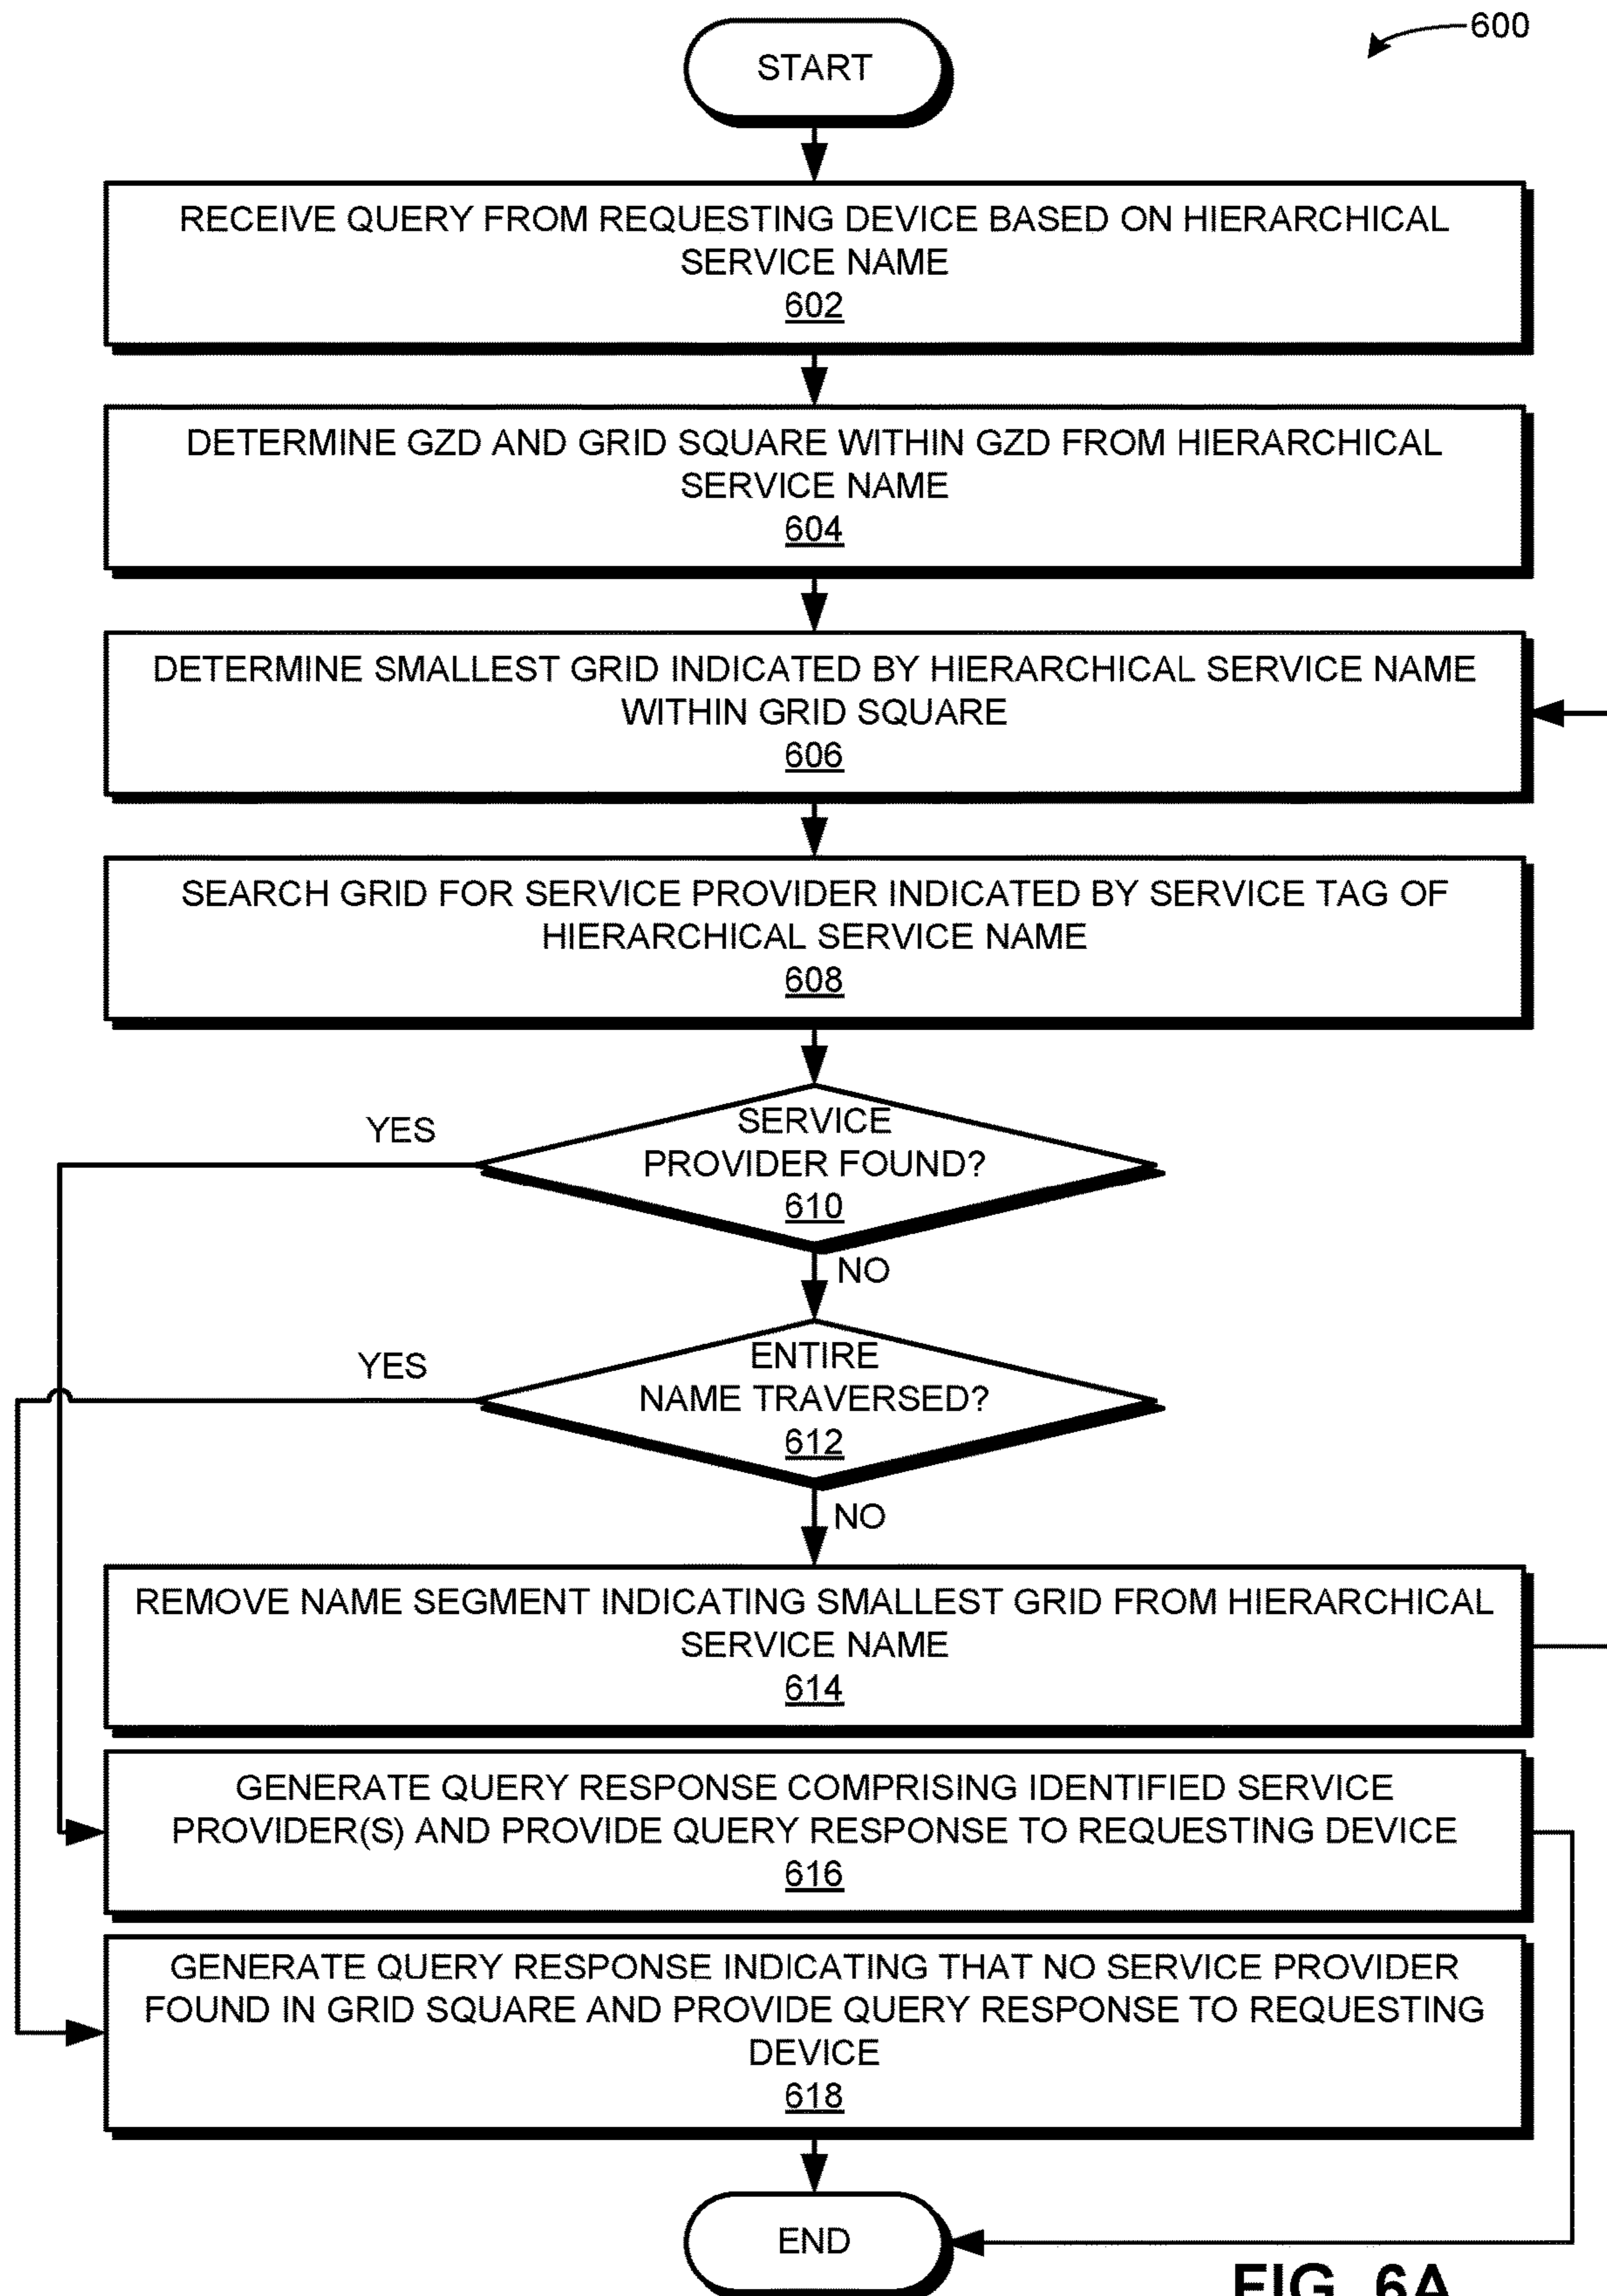 600
START
RECEIVE QUERY FROM REQUESTING DEVICE BASED ON HIERARCHICAL
SERVICE NAME
602
DETERMINE GZD AND GRID SQUARE WITHIN GZD FROM HIERARCHICAL
SERVICE NAME
604
DETERMINE SMALLEST GRID INDICATED BY HIERARCHICAL SERVICE NAME
WITHIN GRID SQUARE
606
SEARCH GRID FOR SERVICE PROVIDER INDICATED BY SERVICE TAG OF
HIERARCHICAL SERVICE NAME
608
YES
SERVICE
PROVIDER FOUND?
610
NO
YES
ENTIRE
NAME TRAVERSED?
612
NO
REMOVE NAME SEGMENT INDICATING SMALLEST GRID FROM HIERARCHICAL
SERVICE NAME
614
GENERATE QUERY RESPONSE COMPRISING IDENTIFIED SERVICE
PROVIDER(S) AND PROVIDE QUERY RESPONSE TO REQUESTING DEVICE
616
GENERATE QUERY RESPONSE INDICATING THAT NO SERVICE PROVIDER
FOUND IN GRID SQUARE AND PROVIDE QUERY RESPONSE TO REQUESTING
DEVICE
618
END
FIG. 6A